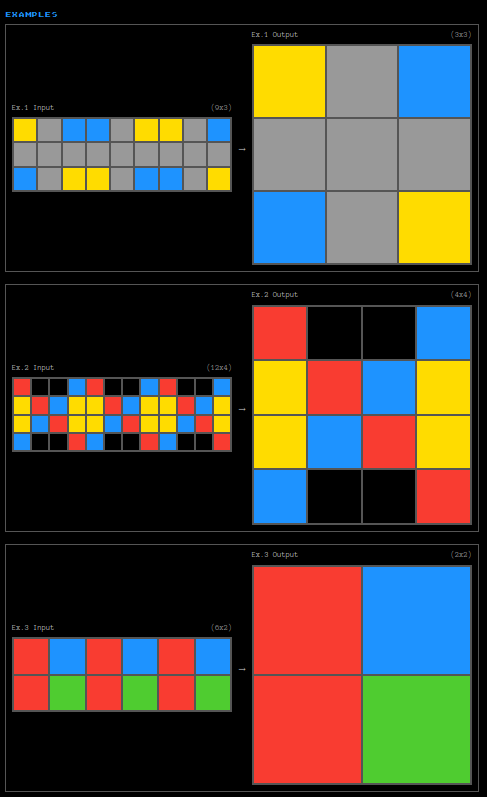 EXAMPLES
Ex.1 Output (3x3)
Ex.1 Input (9x3)
→
Ex.2 Output (4x4)
Ex.2 Input (12x4)
→
Ex.3 Output (2x2)
Ex.3 Input (6x2)
→